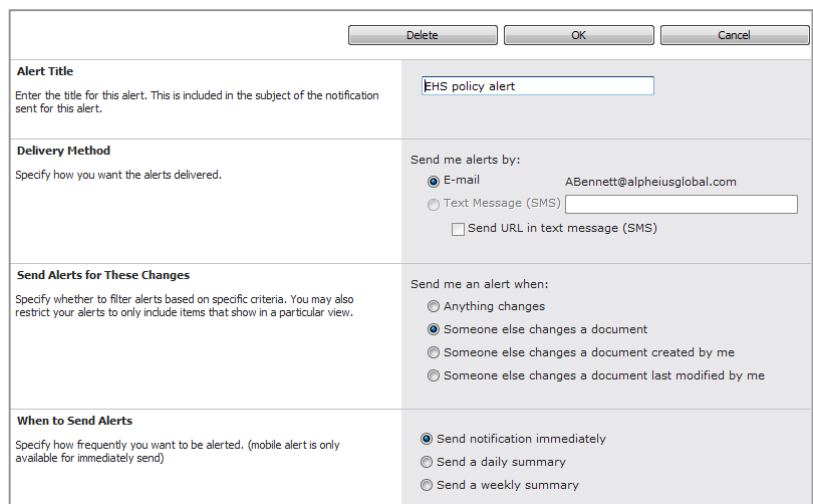 Delete OK Cancel
Alert Title
Enter the title for this alert. This is included in the subject of the notification
sent for this alert.
EHS policy alert
Delivery Method
Specify how you want the alerts delivered.
Send me alerts by:
E-mail ABennett@alpheiusglobal.com
Text Message (SMS)
Send URL in text message (SMS)
Send Alerts for These Changes
Specify whether to filter alerts based on specific criteria. You may also
restrict your alerts to only include items that show in a particular view.
Send me an alert when:
Anything changes
Someone else changes a document
Someone else changes a document created by me
Someone else changes a document last modified by me
When to Send Alerts
Specify how frequently you want to be alerted. (mobile alert is only
available for immediately send)
Send notification immediately
Send a daily summary
Send a weekly summary